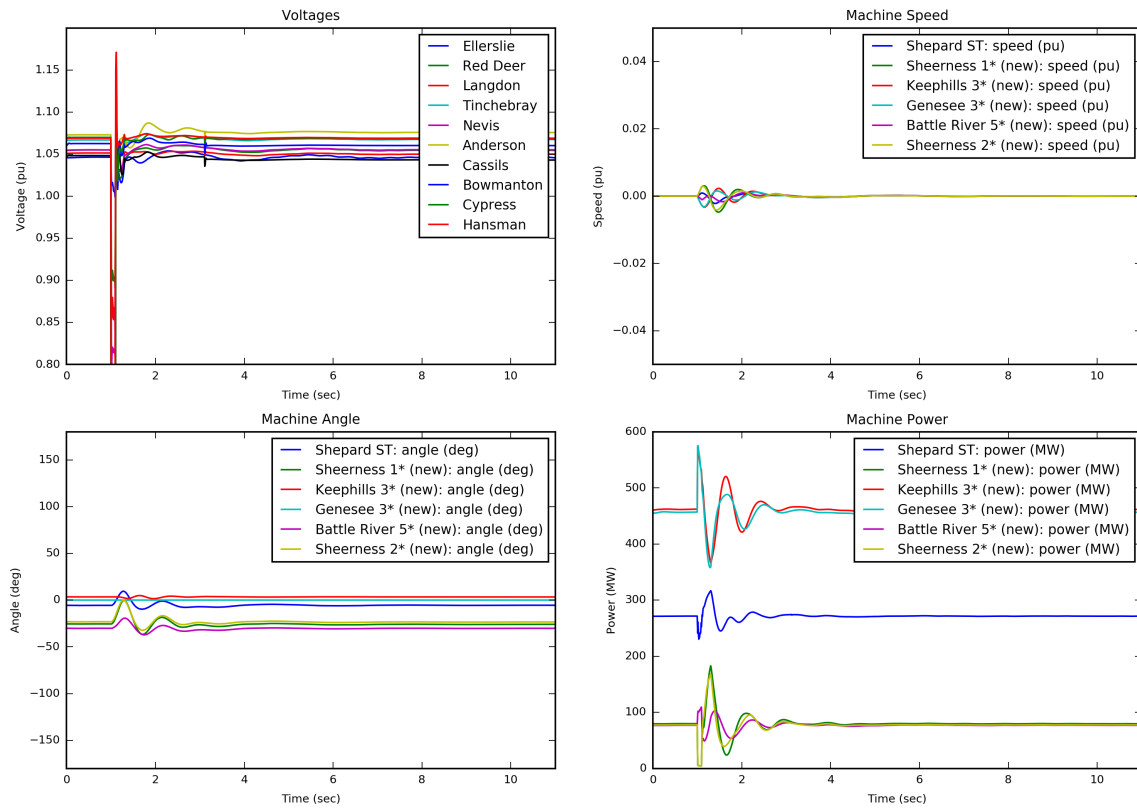 Voltages
1.15
1.10
1.05
1.00
0.95
0.90
0.85
0.80
Voltage (pu)
0 2 4 6 8 10
Time (sec)
Ellerslie
Red Deer
Langdon
Tinchebray
Nevis
Anderson
Cassils
Bowmanton
Cypress
Hansman
Machine Speed
0.04
0.02
0.00
−0.02
−0.04
Speed (pu)
0 2 4 6 8 10
Time (sec)
Shepard ST: speed (pu)
Sheerness 1* (new): speed (pu)
Keephills 3* (new): speed (pu)
Genesee 3* (new): speed (pu)
Battle River 5* (new): speed (pu)
Sheerness 2* (new): speed (pu)
Machine Angle
150
100
50
0
−50
−100
−150
Angle (deg)
0 2 4 6 8 10
Time (sec)
Shepard ST: angle (deg)
Sheerness 1* (new): angle (deg)
Keephills 3* (new): angle (deg)
Genesee 3* (new): angle (deg)
Battle River 5* (new): angle (deg)
Sheerness 2* (new): angle (deg)
Machine Power
600
500
400
300
200
100
0
Power (MW)
0 2 4 6 8 10
Time (sec)
Shepard ST: power (MW)
Sheerness 1* (new): power (MW)
Keephills 3* (new): power (MW)
Genesee 3* (new): power (MW)
Battle River 5* (new): power (MW)
Sheerness 2* (new): power (MW)